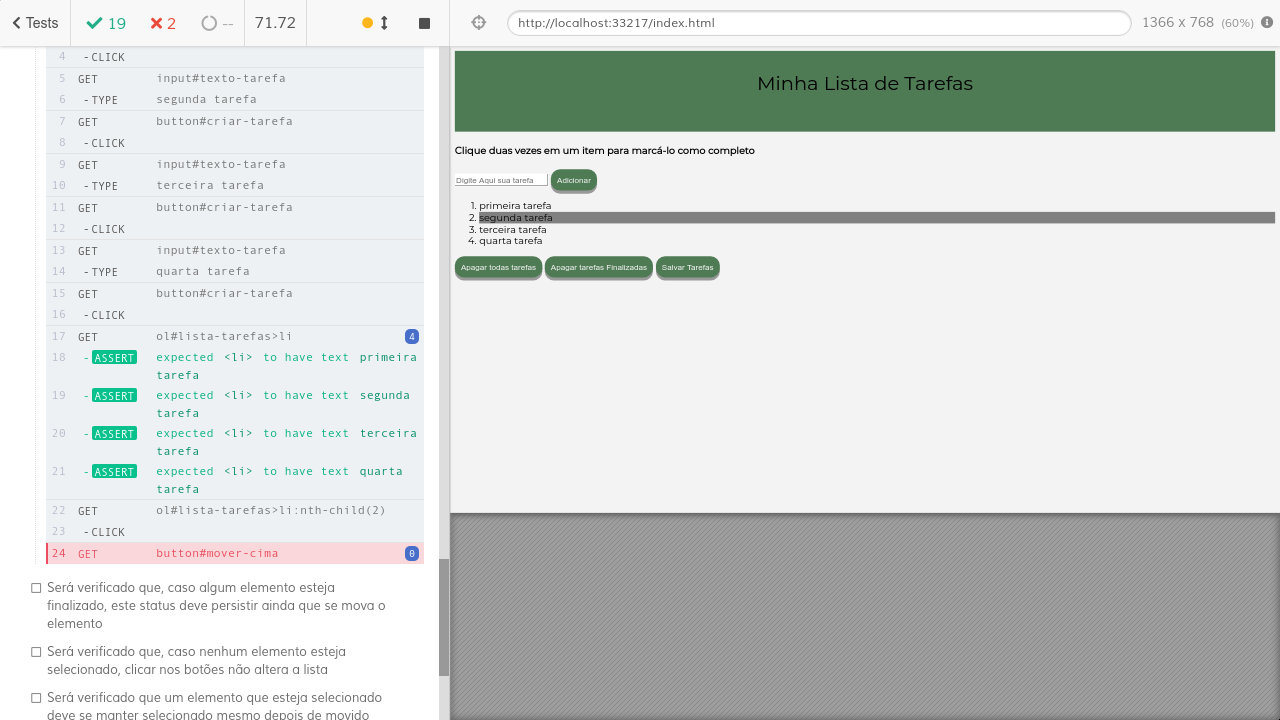 Tests
19
2
--
71.72
http://localhost:33217/index.html
1366 x 768 (60%)
4 -CLICK
5 GET input#texto-tarefa
6 -TYPE segunda tarefa
7 GET button#criar-tarefa
8 -CLICK
9 GET input#texto-tarefa
10 -TYPE terceira tarefa
11 GET button#criar-tarefa
12 -CLICK
13 GET input#texto-tarefa
14 -TYPE quarta tarefa
15 GET button#criar-tarefa
16 -CLICK
17 GET ol#lista-tarefas>li 4
18 -ASSERT expected <li> to have text primeira
tarefa
19 -ASSERT expected <li> to have text segunda
tarefa
20 -ASSERT expected <li> to have text terceira
tarefa
21 -ASSERT expected <li> to have text quarta
tarefa
22 GET ol#lista-tarefas>li:nth-child(2)
23 -CLICK
24 GET button#mover-cima 0
Será verificado que, caso algum elemento esteja
finalizado, este status deve persistir ainda que se mova o
elemento
Será verificado que, caso nenhum elemento esteja
selecionado, clicar nos botões não altera a lista
Será verificado que um elemento que esteja selecionado
deve se manter selecionado mesmo depois de movido
Minha Lista de Tarefas
Clique duas vezes em um item para marcá-lo como completo
Digite Aqui sua tarefa Adicionar
1. primeira tarefa
2. segunda tarefa
3. terceira tarefa
4. quarta tarefa
Apagar todas tarefas Apagar tarefas Finalizadas Salvar Tarefas